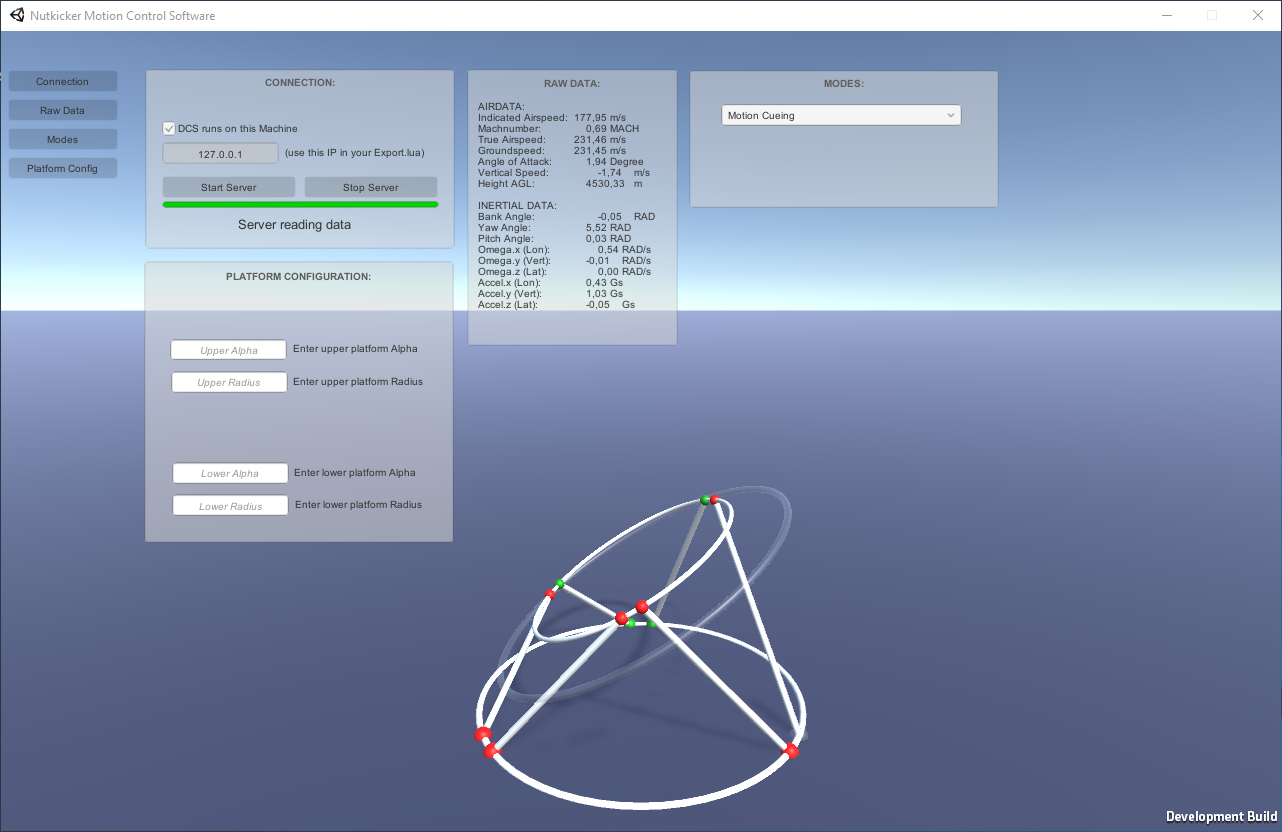 Nutkicker Motion Control Software
Connection
Raw Data
Modes
Platform Config
CONNECTION:
DCS runs on this Machine
127.0.0.1 (use this IP in your Export.lua)
Start Server Stop Server
Server reading data
PLATFORM CONFIGURATION:
Upper Alpha Enter upper platform Alpha
Upper Radius Enter upper platform Radius
Lower Alpha Enter lower platform Alpha
Lower Radius Enter lower platform Radius
RAW DATA:
AIRDATA:
Indicated Airspeed: 177,95 m/s
Machnumber: 0,69 MACH
True Airspeed: 231,46 m/s
Groundspeed: 231,45 m/s
Angle of Attack: 1,94 Degree
Vertical Speed: -1,74 m/s
Height AGL: 4530,33 m
INERTIAL DATA:
Bank Angle: -0,05 RAD
Yaw Angle: 5,52 RAD
Pitch Angle: 0,03 RAD
Omega.x (Lon): 0,54 RAD/s
Omega.y (Vert): -0,01 RAD/s
Omega.z (Lat): 0,00 RAD/s
Accel.x (Lon): 0,43 Gs
Accel.y (Vert): 1,03 Gs
Accel.z (Lat): -0,05 Gs
MODES:
Motion Cueing
Development Build